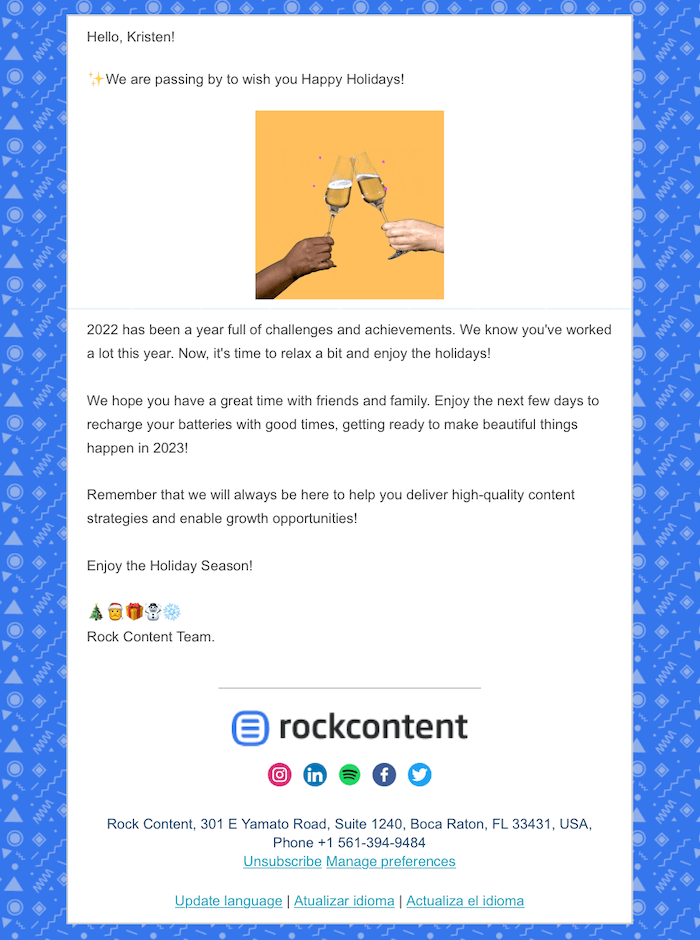 Hello, Kristen!
✨We are passing by to wish you Happy Holidays!
2022 has been a year full of challenges and achievements. We know you've worked
a lot this year. Now, it's time to relax a bit and enjoy the holidays!
We hope you have a great time with friends and family. Enjoy the next few days to
recharge your batteries with good times, getting ready to make beautiful things
happen in 2023!
Remember that we will always be here to help you deliver high-quality content
strategies and enable growth opportunities!
Enjoy the Holiday Season!
🎄🎅🎁⛄❄️
Rock Content Team.
rockcontent
Rock Content, 301 E Yamato Road, Suite 1240, Boca Raton, FL 33431, USA,
Phone +1 561-394-9484
Unsubscribe Manage preferences
Update language | Atualizar idioma | Actualiza el idioma